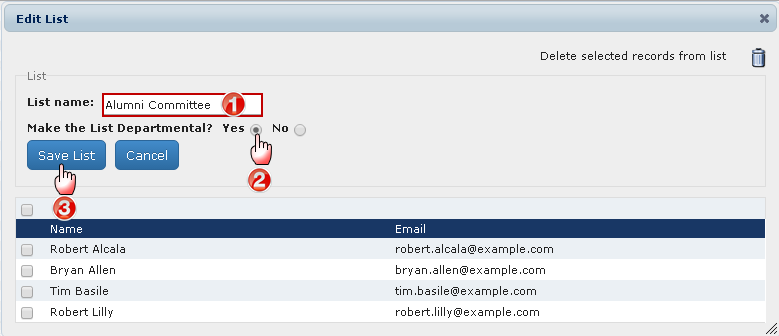 Edit List
Delete selected records from list
List
List name: Alumni Committee 1
Make the List Departmental? Yes No
2
Save List Cancel
3
Name Email
Robert Alcala robert.alcala@example.com
Bryan Allen bryan.allen@example.com
Tim Basile tim.basile@example.com
Robert Lilly robert.lilly@example.com